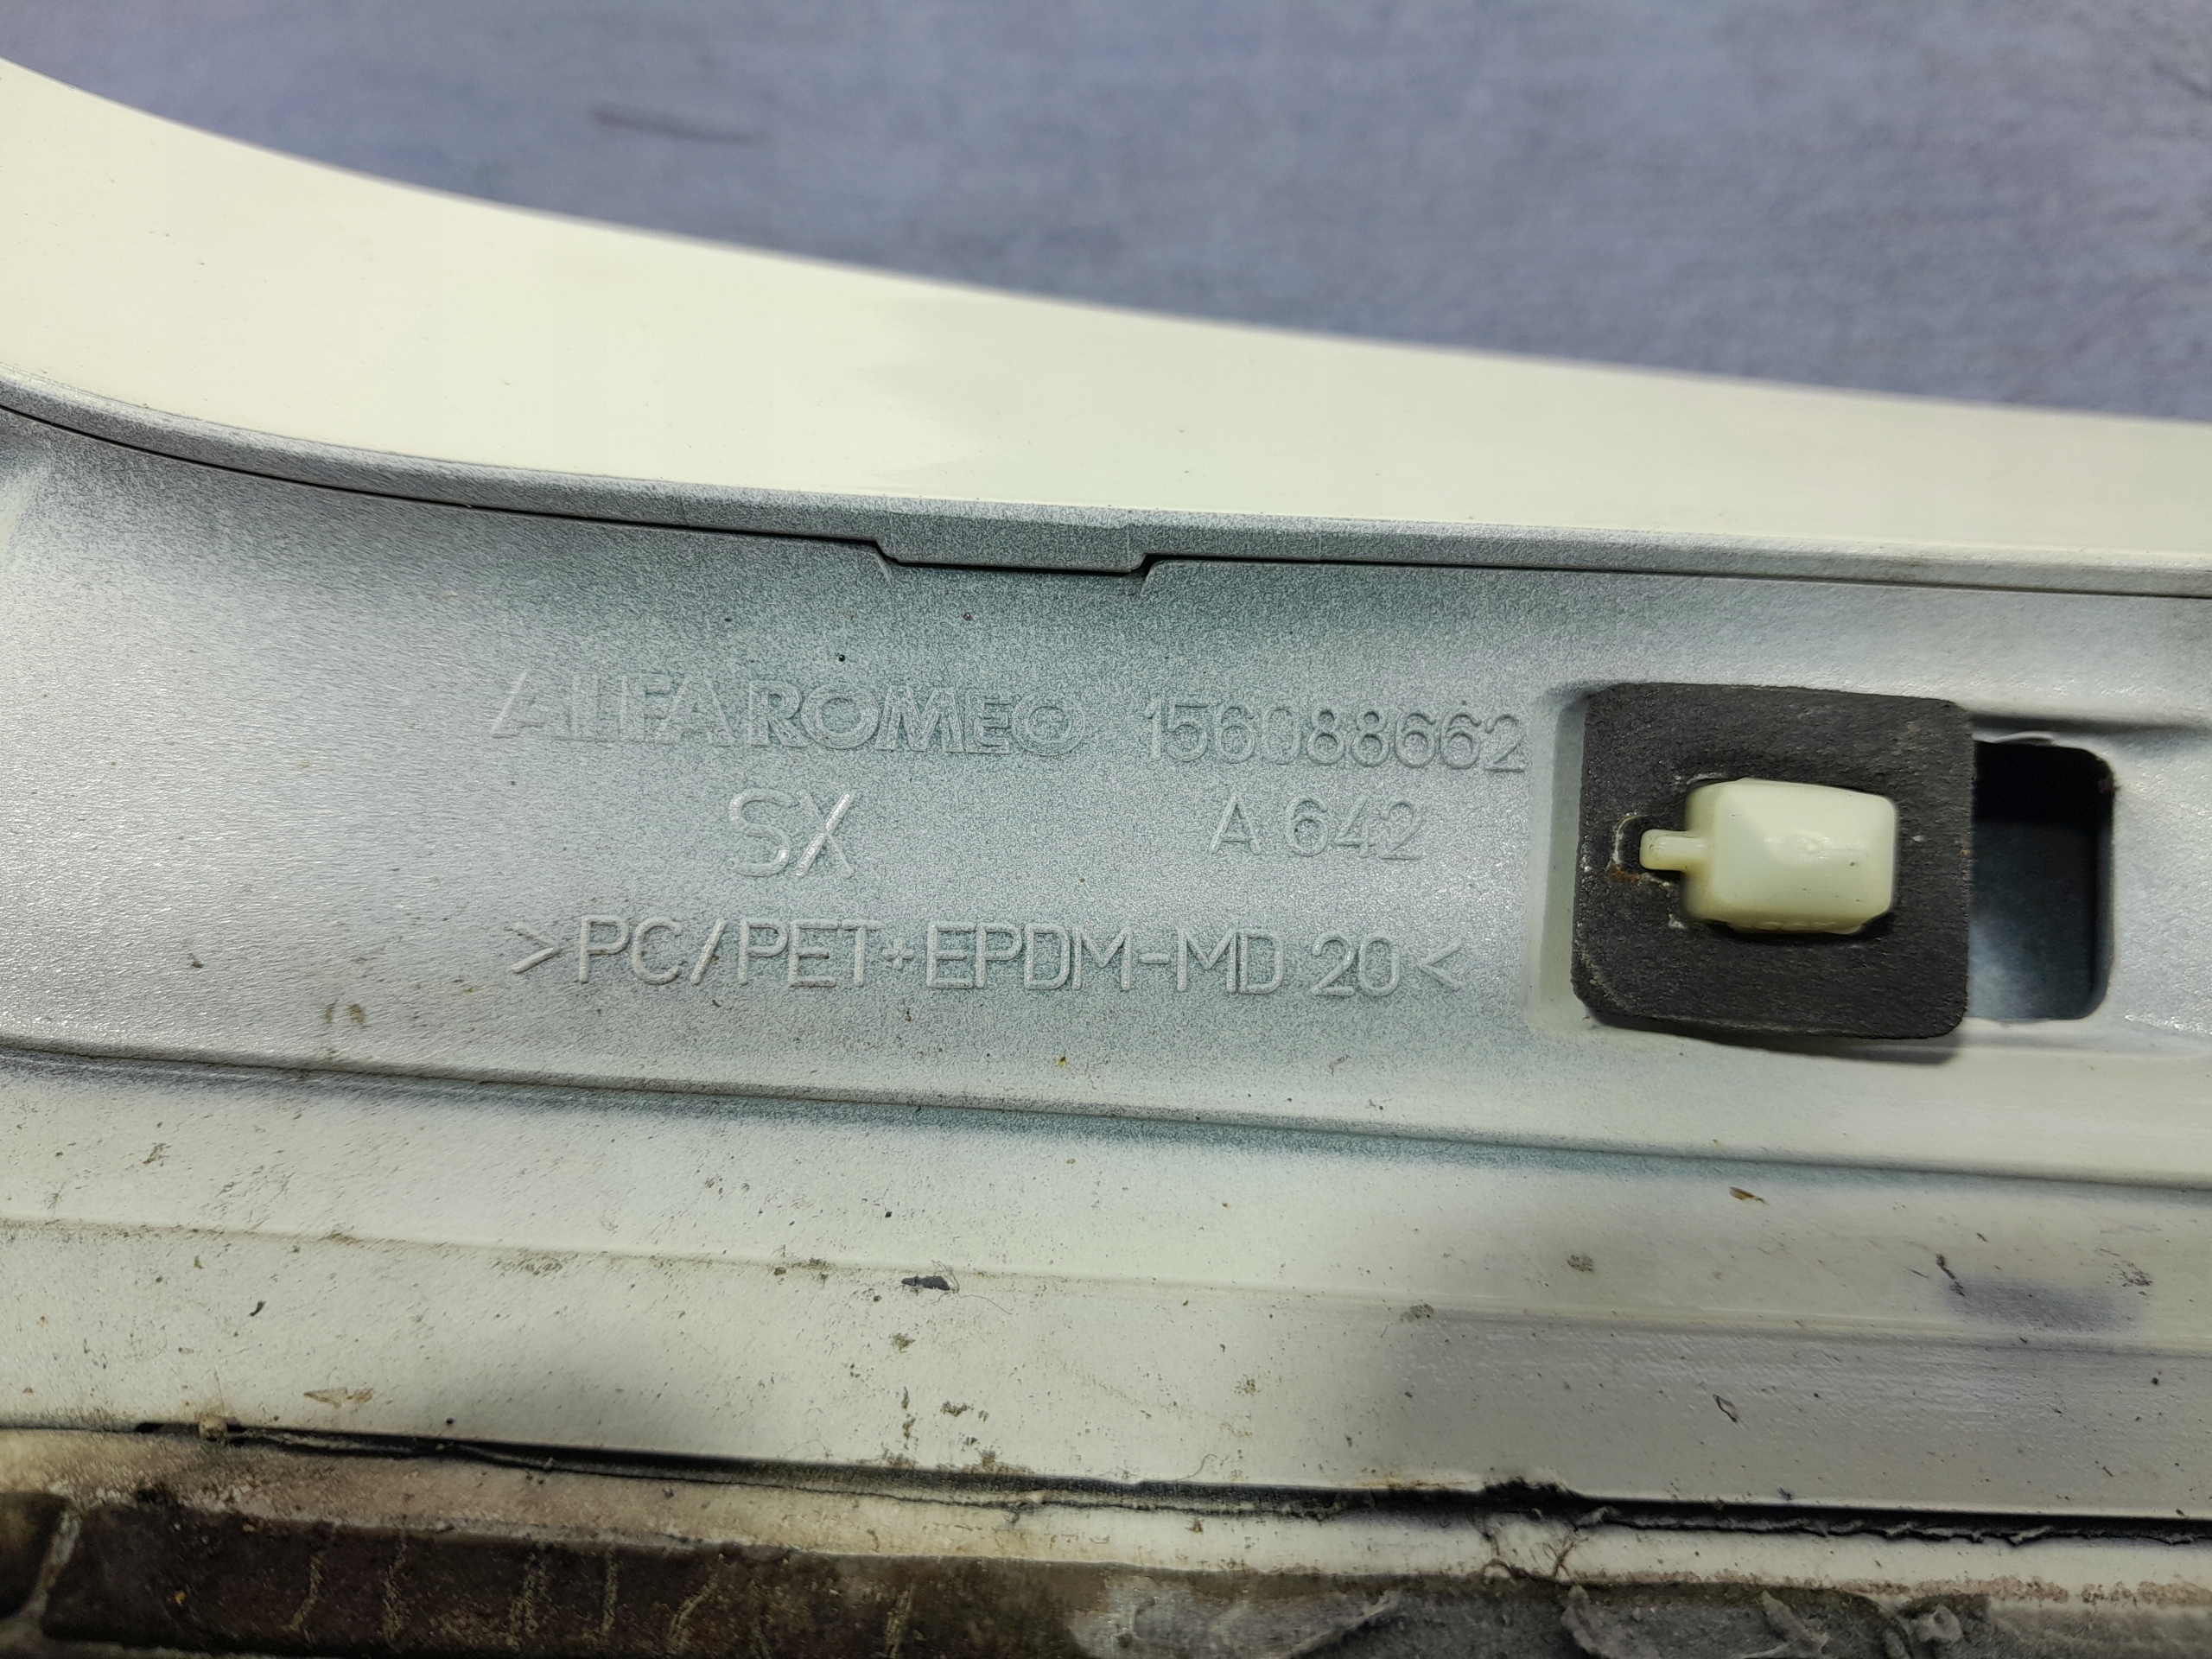 ALFAROMEO 156088662
SX A 642
>PC/PET+EPDM-MD 20<